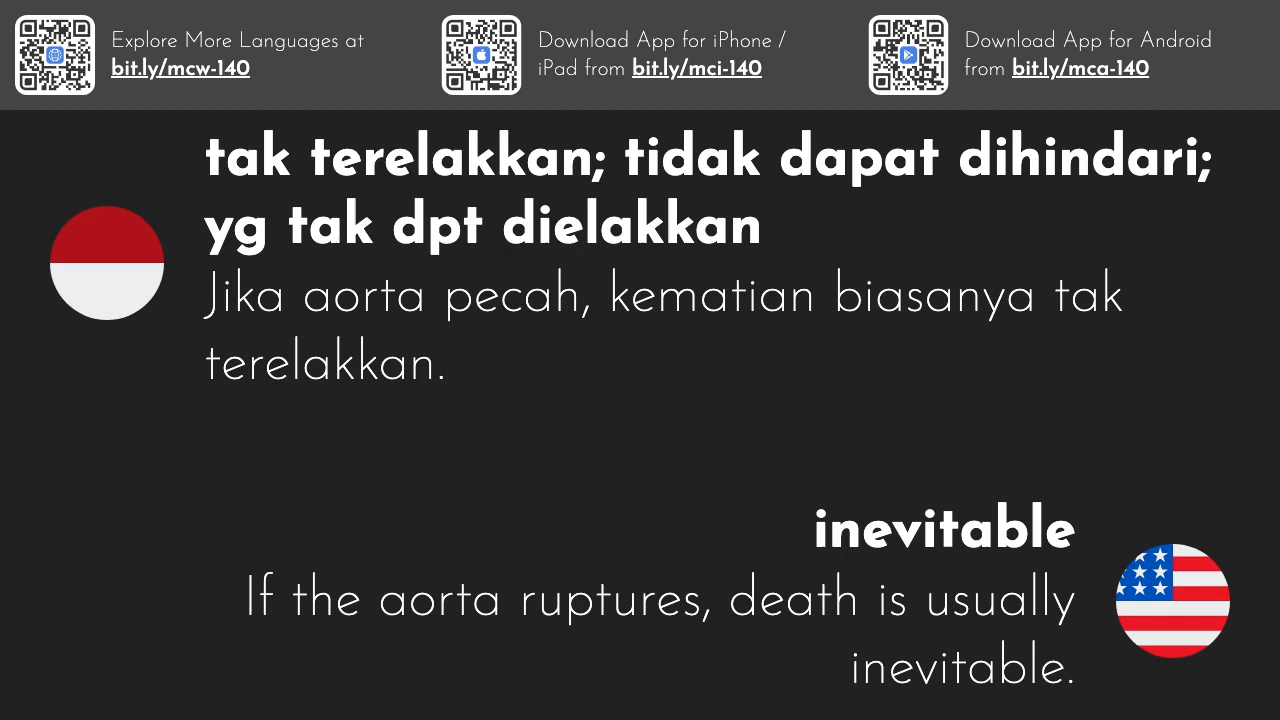 Explore More Languages at
bit.ly/mcw-140
Download App for iPhone /
iPad from bit.ly/mci-140
Download App for Android
from bit.ly/mca-140
tak terelakkan; tidak dapat dihindari;
yg tak dpt dielakkan
Jika aorta pecah, kematian biasanya tak
terelakkan.
inevitable
If the aorta ruptures, death is usually
inevitable.